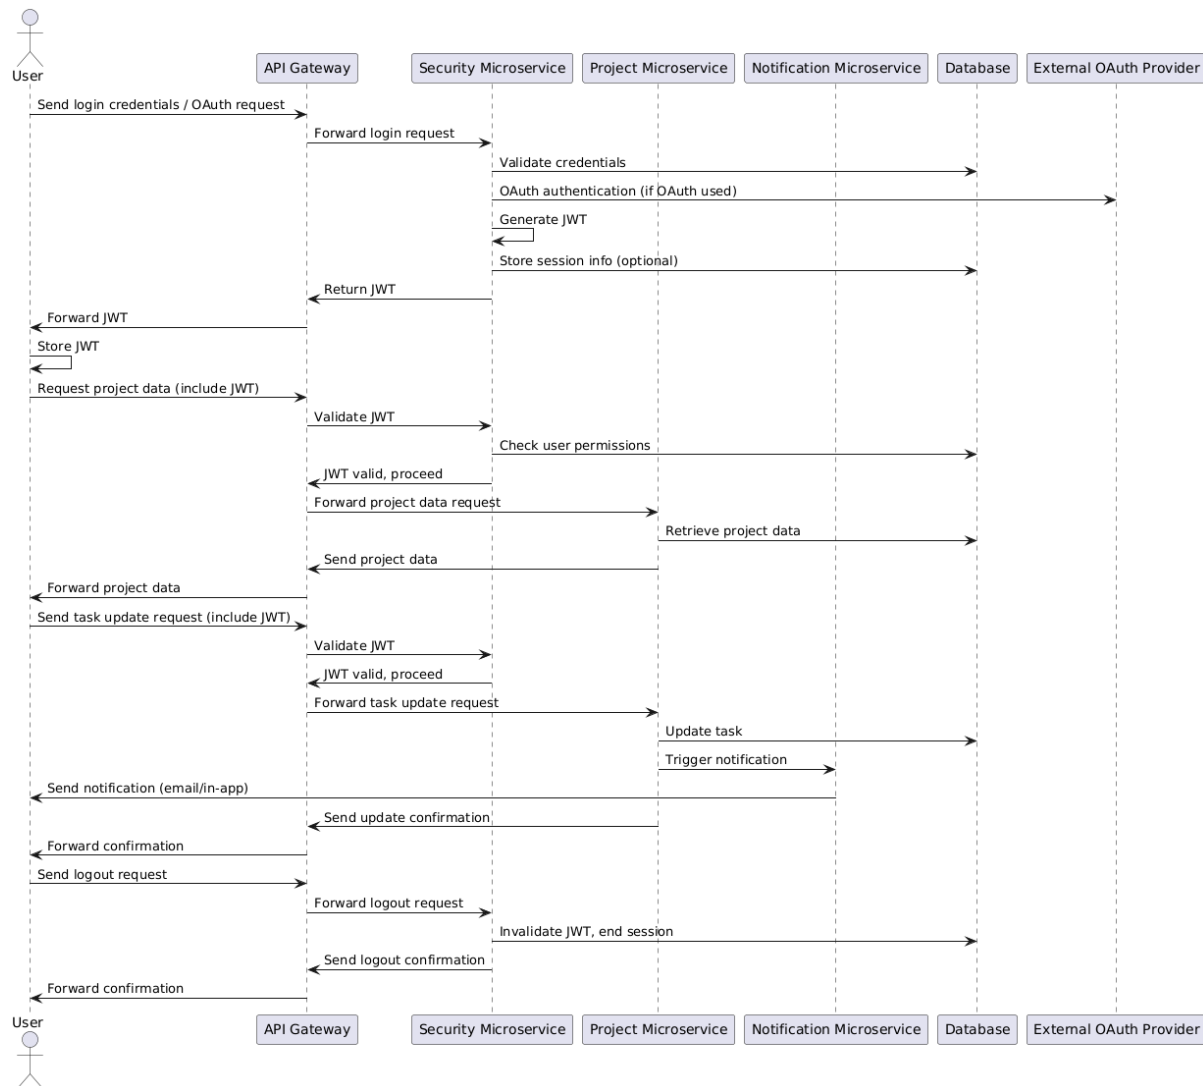 User
API Gateway
Security Microservice
Project Microservice
Notification Microservice
Database
External OAuth Provider
Send login credentials / OAuth request
Forward login request
Validate credentials
OAuth authentication (if OAuth used)
Generate JWT
Store session info (optional)
Return JWT
Forward JWT
Store JWT
Request project data (include JWT)
Validate JWT
Check user permissions
JWT valid, proceed
Forward project data request
Retrieve project data
Send project data
Forward project data
Send task update request (include JWT)
Validate JWT
JWT valid, proceed
Forward task update request
Update task
Trigger notification
Send notification (email/in-app)
Send update confirmation
Forward confirmation
Send logout request
Forward logout request
Invalidate JWT, end session
Send logout confirmation
Forward confirmation
User
API Gateway
Security Microservice
Project Microservice
Notification Microservice
Database
External OAuth Provider